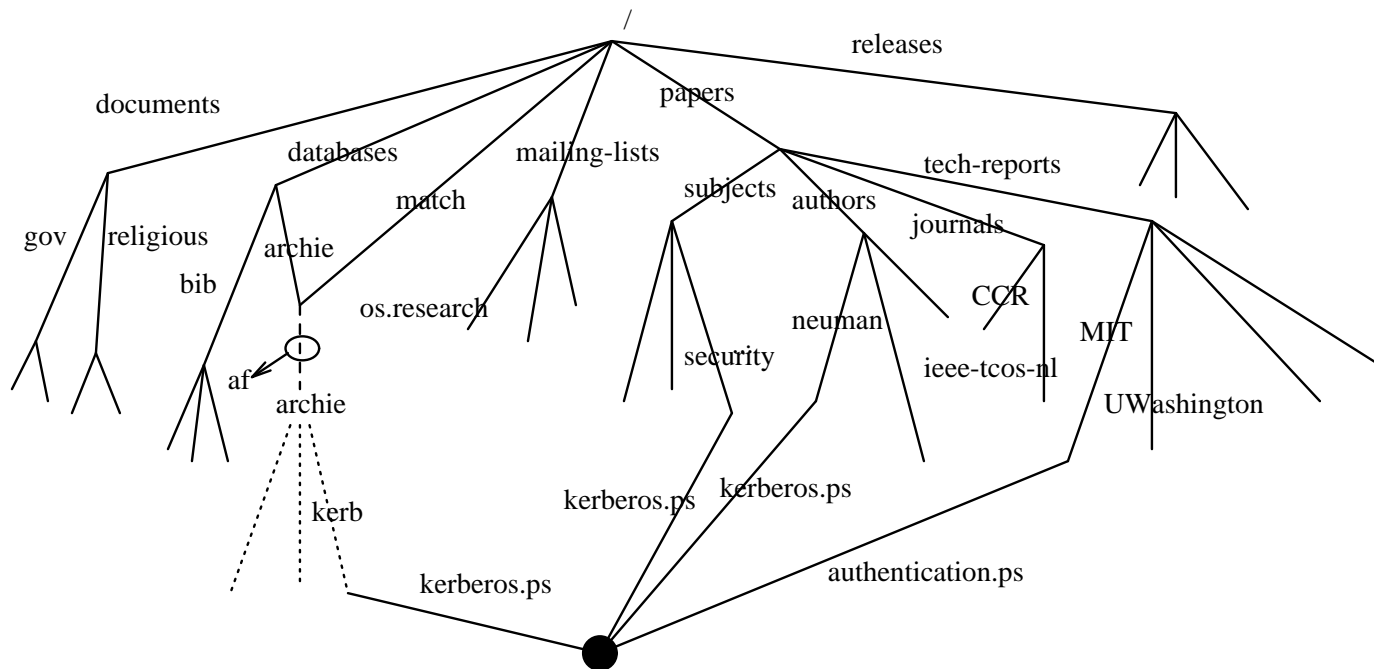 /
releases
papers
documents
databases
mailing-lists
tech-reports
subjects
match
authors
journals
gov
religious
archie
bib
CCR
os.research
neuman
MIT
security
ieee-tcos-nl
af
archie
UWashington
kerberos.ps
kerberos.ps
kerb
authentication.ps
kerberos.ps